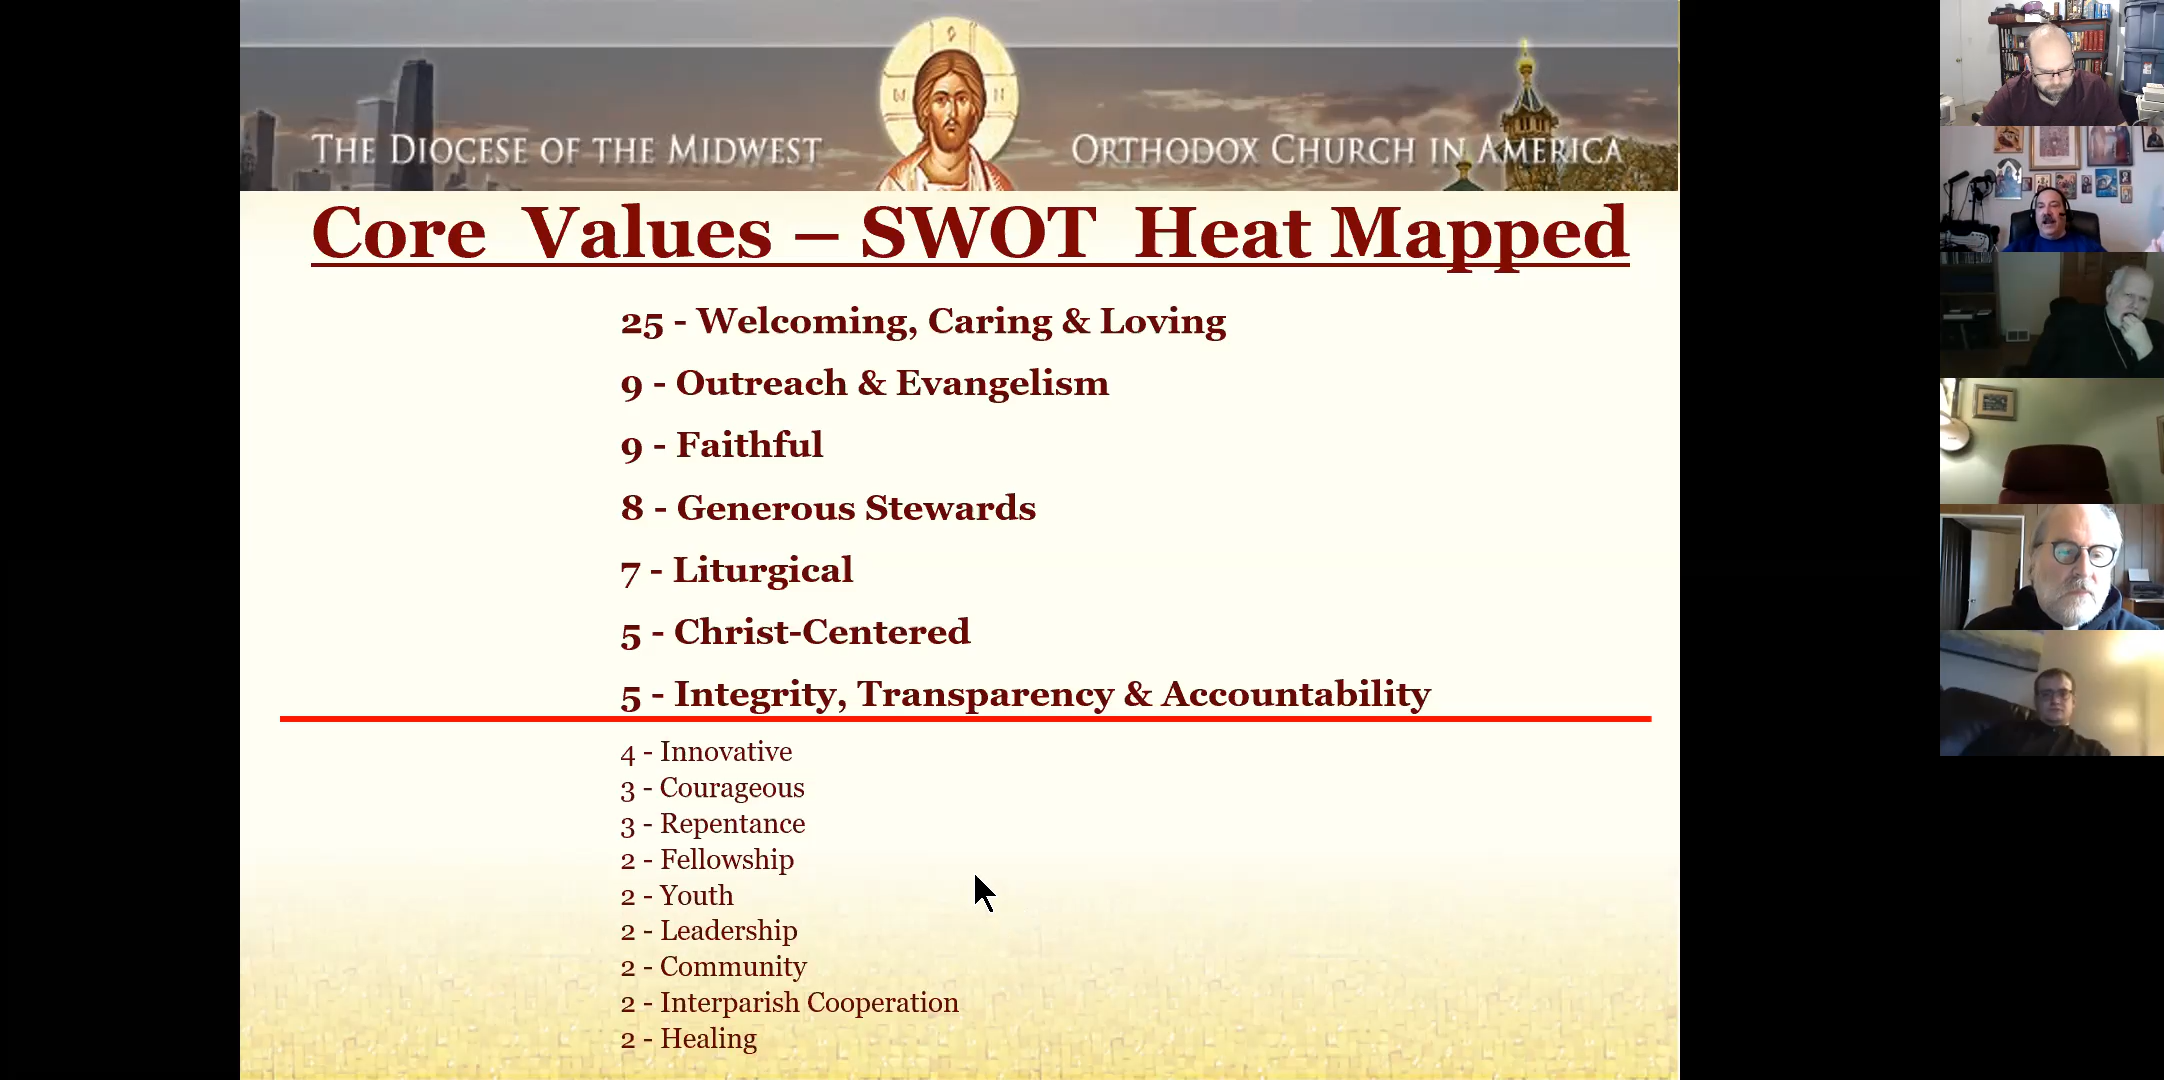 THE DIOCESE OF THE MIDWEST
ORTHODOX CHURCH IN AMERICA
Core Values – SWOT Heat Mapped
25 - Welcoming, Caring & Loving
9 - Outreach & Evangelism
9 - Faithful
8 - Generous Stewards
7 - Liturgical
5 - Christ-Centered
5 - Integrity, Transparency & Accountability
4 - Innovative
3 - Courageous
3 - Repentance
2 - Fellowship
2 - Youth
2 - Leadership
2 - Community
2 - Interparish Cooperation
2 - Healing